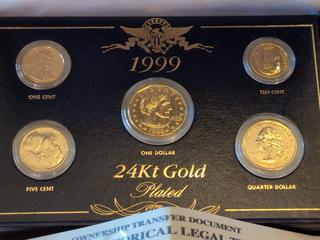 1999
ONE CENT
TEN CENT
ONE DOLLAR
FIVE CENT
24Kt Gold
Plated
QUARTER DOLLAR
OWNERSHIP TRANSFER DOCUMENT